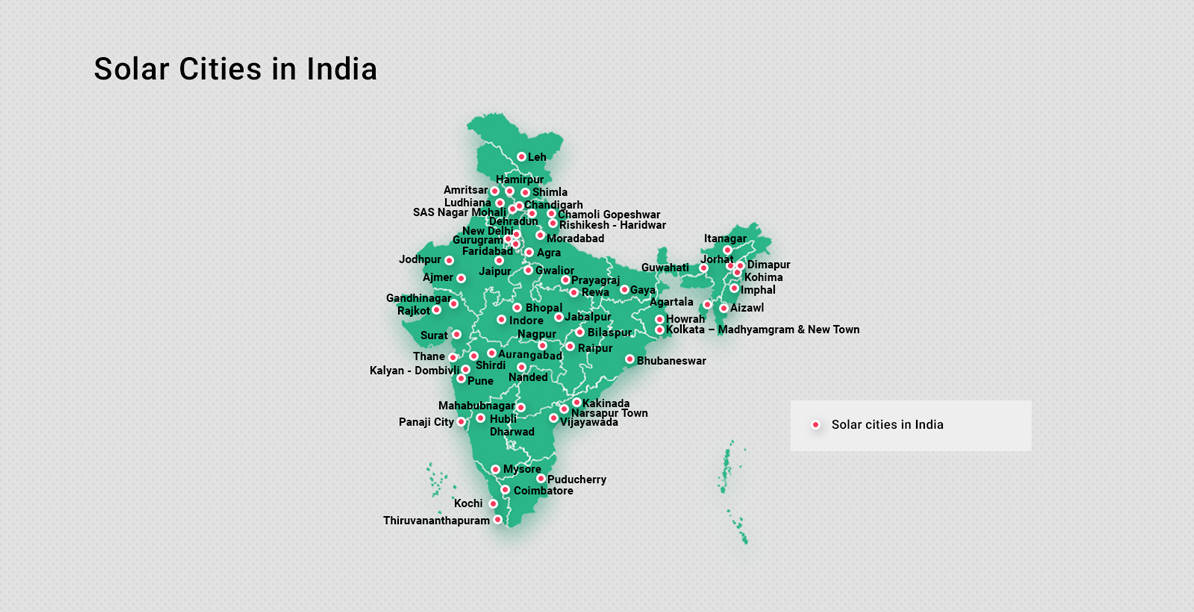 Solar Cities in India
Leh
Hamirpur
Amritsar
Shimla
Ludhiana
Chandigarh
SAS Nagar Mohali
Chamoli Gopeshwar
Dehradun
Rishikesh - Haridwar
New Delhi
Gurugram
Moradabad
Itanagar
Faridabad
Agra
Jodhpur
Jorhat
Dimapur
Guwahati
Jaipur
Gwalior
Ajmer
Kohima
Prayagraj
Gaya
Imphal
Rewa
Gandhinagar
Agartala
Rajkot
Bhopal
Aizawl
Indore
Jabalpur
Howrah
Kolkata – Madhyamgram & New Town
Surat
Nagpur
Bilaspur
Raipur
Thane
Aurangabad
Bhubaneswar
Shirdi
Kalyan - Dombivli
Nanded
Pune
Mahabubnagar
Kakinada
Narsapur Town
Panaji City
Hubli
Dharwad
Vijayawada
Solar cities in India
Mysore
Puducherry
Coimbatore
Kochi
Thiruvananthapuram